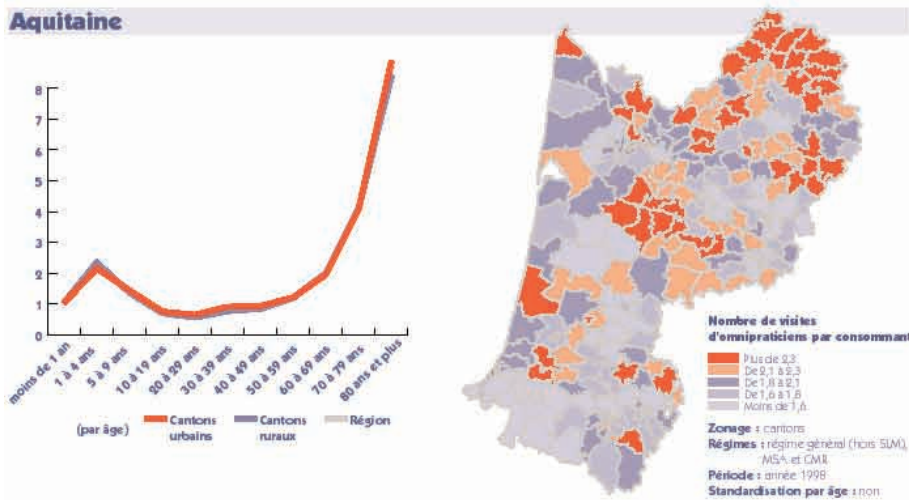 Aquitaine
8
7
6
5
4
3
2
1
0
moins de 1 an
1 à 4 ans
5 à 9 ans
10 à 19 ans
20 à 29 ans
30 à 39 ans
40 à 49 ans
50 à 59 ans
60 à 69 ans
70 à 79 ans
80 ans et plus
(par âge)
Cantons urbains
Cantons ruraux
Région
Nombre de visites
d'omnipraticiens par consommant
Plus de 2,3
De 2,1 à 2,3
De 1,8 à 2,1
De 1,6 à 1,8
Moins de 1,6
Zonage : cantons
Régimes : régime général (hors SLM),
MSA et CMR
Période : année 1998
Standardisation par âge : non